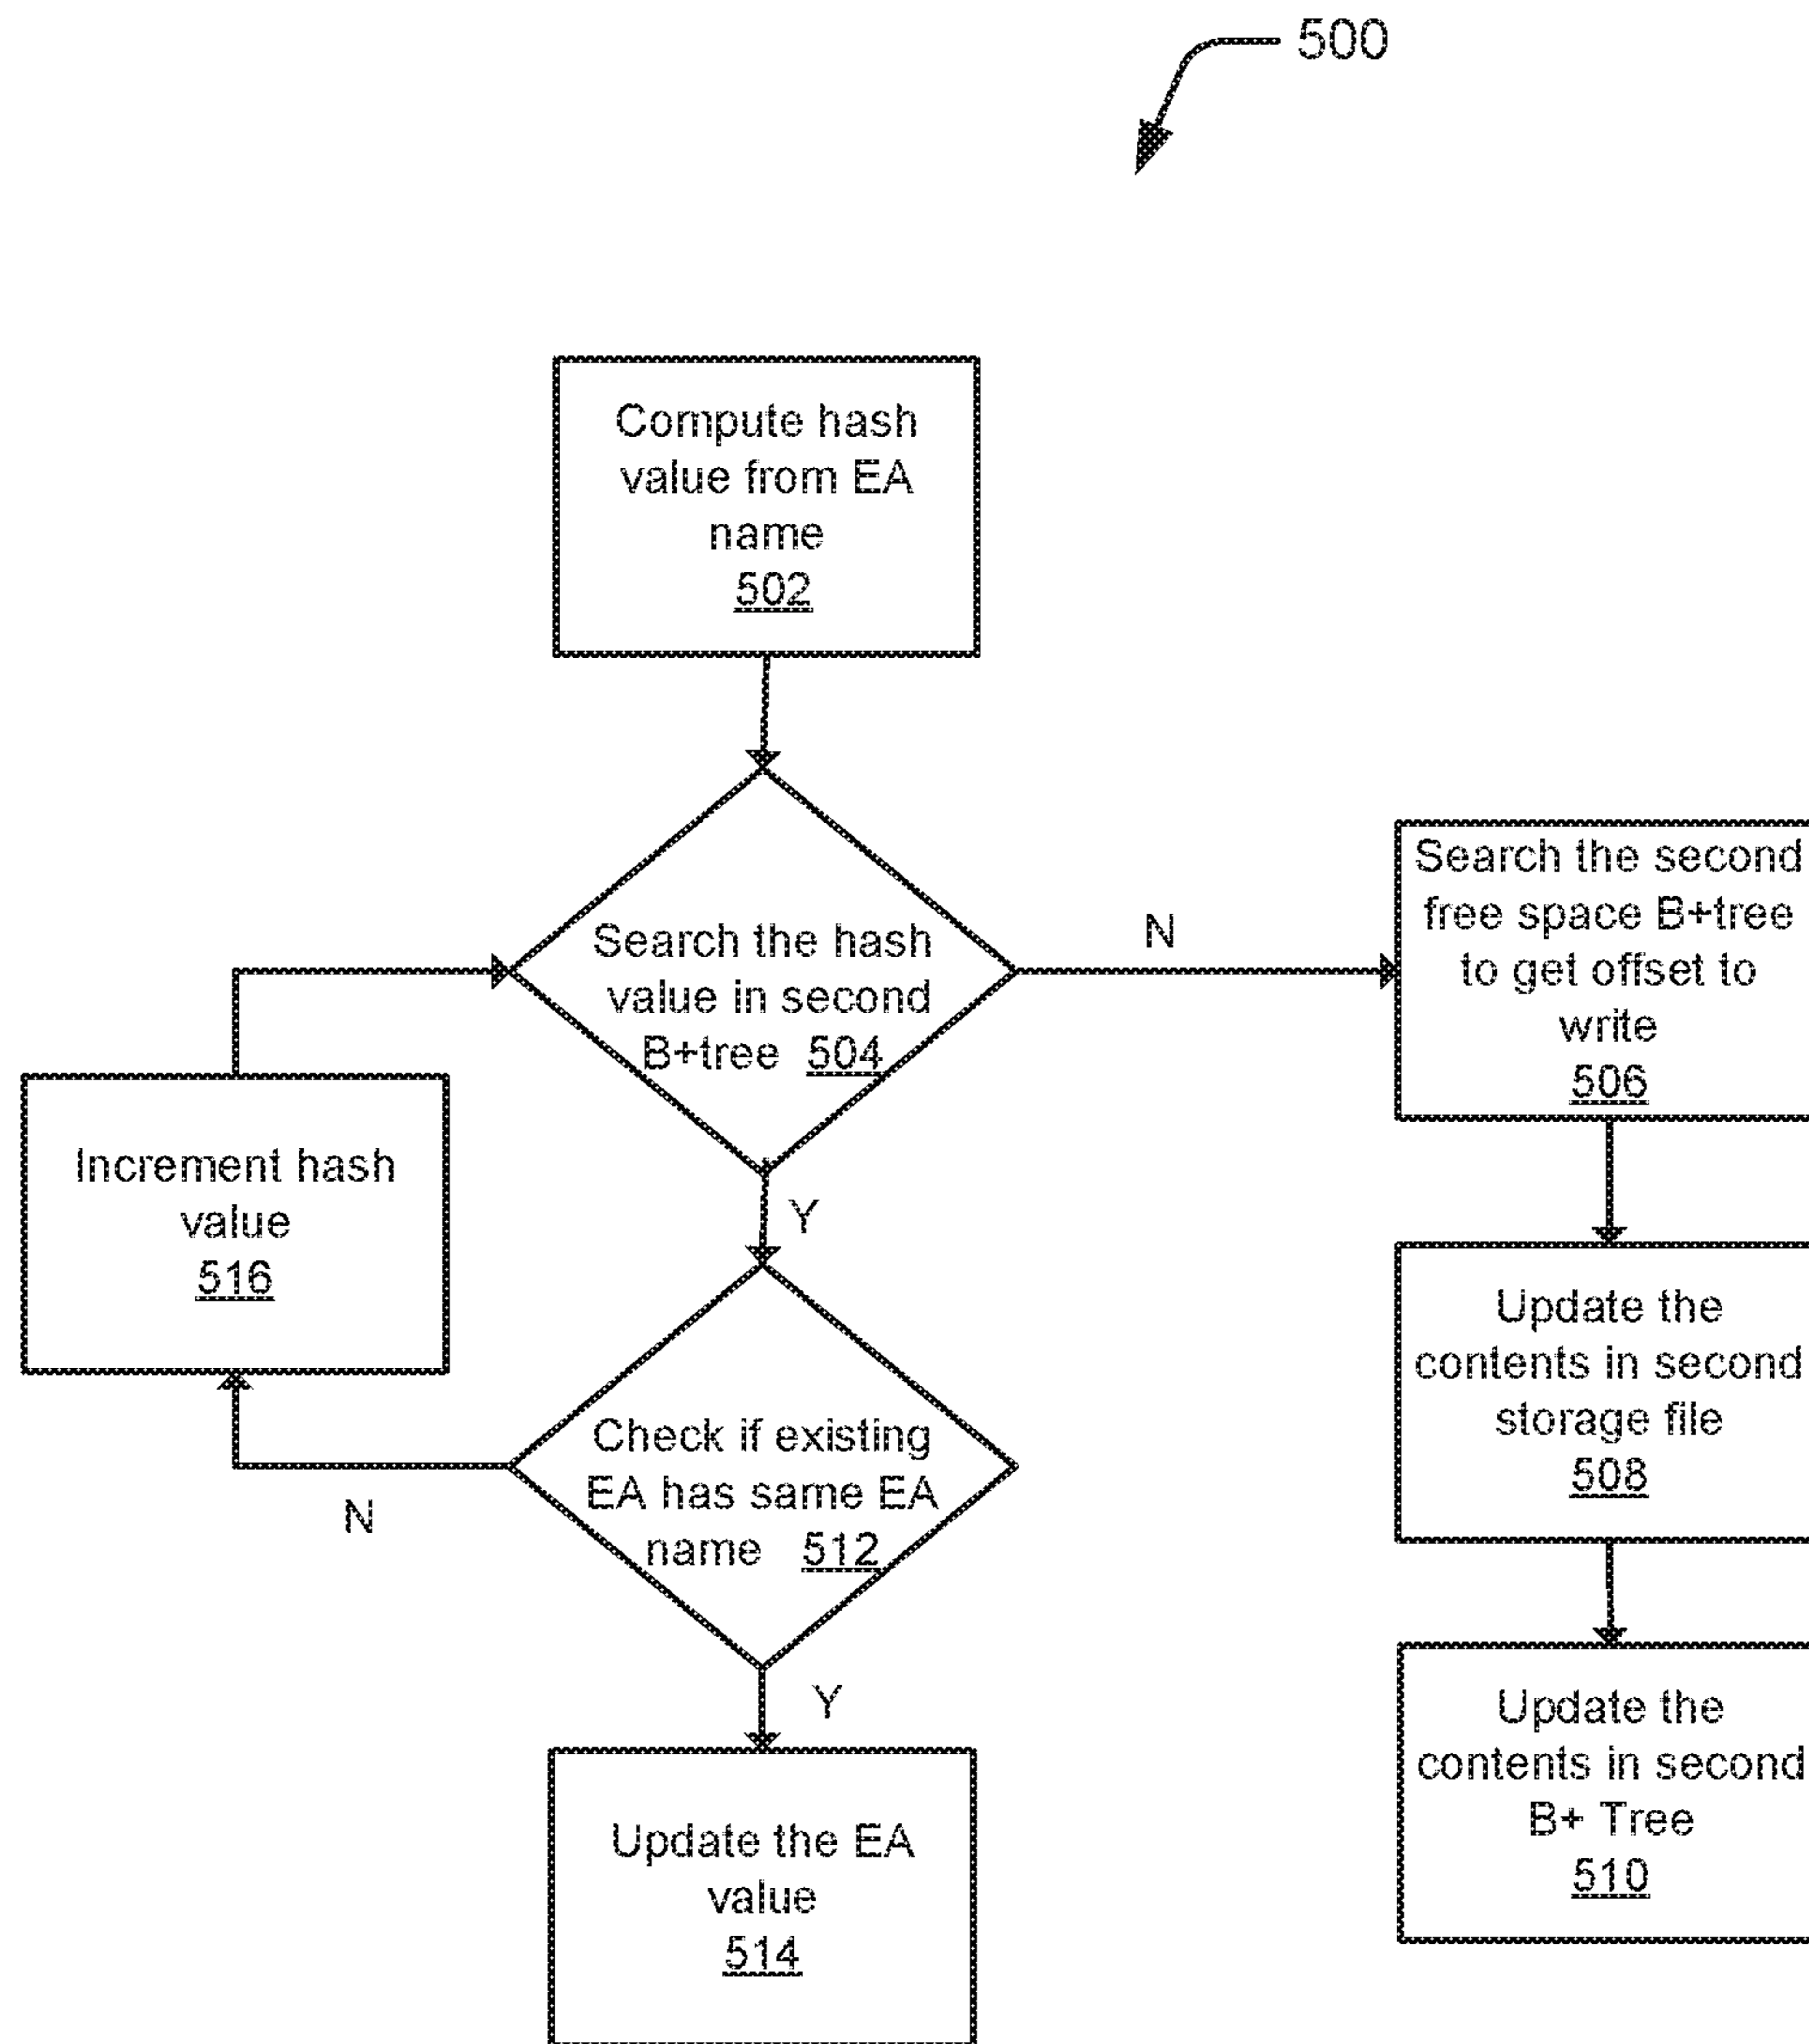 500
Compute hash
value from EA
name
502
Search the hash
value in second
B+tree 504
N
Search the second
free space B+tree
to get offset to
write
506
Increment hash
value
516
Y
Update the
contents in second
storage file
508
Check if existing
EA has same EA
name 512
N
Y
Update the
contents in second
B+ Tree
510
Update the EA
value
514